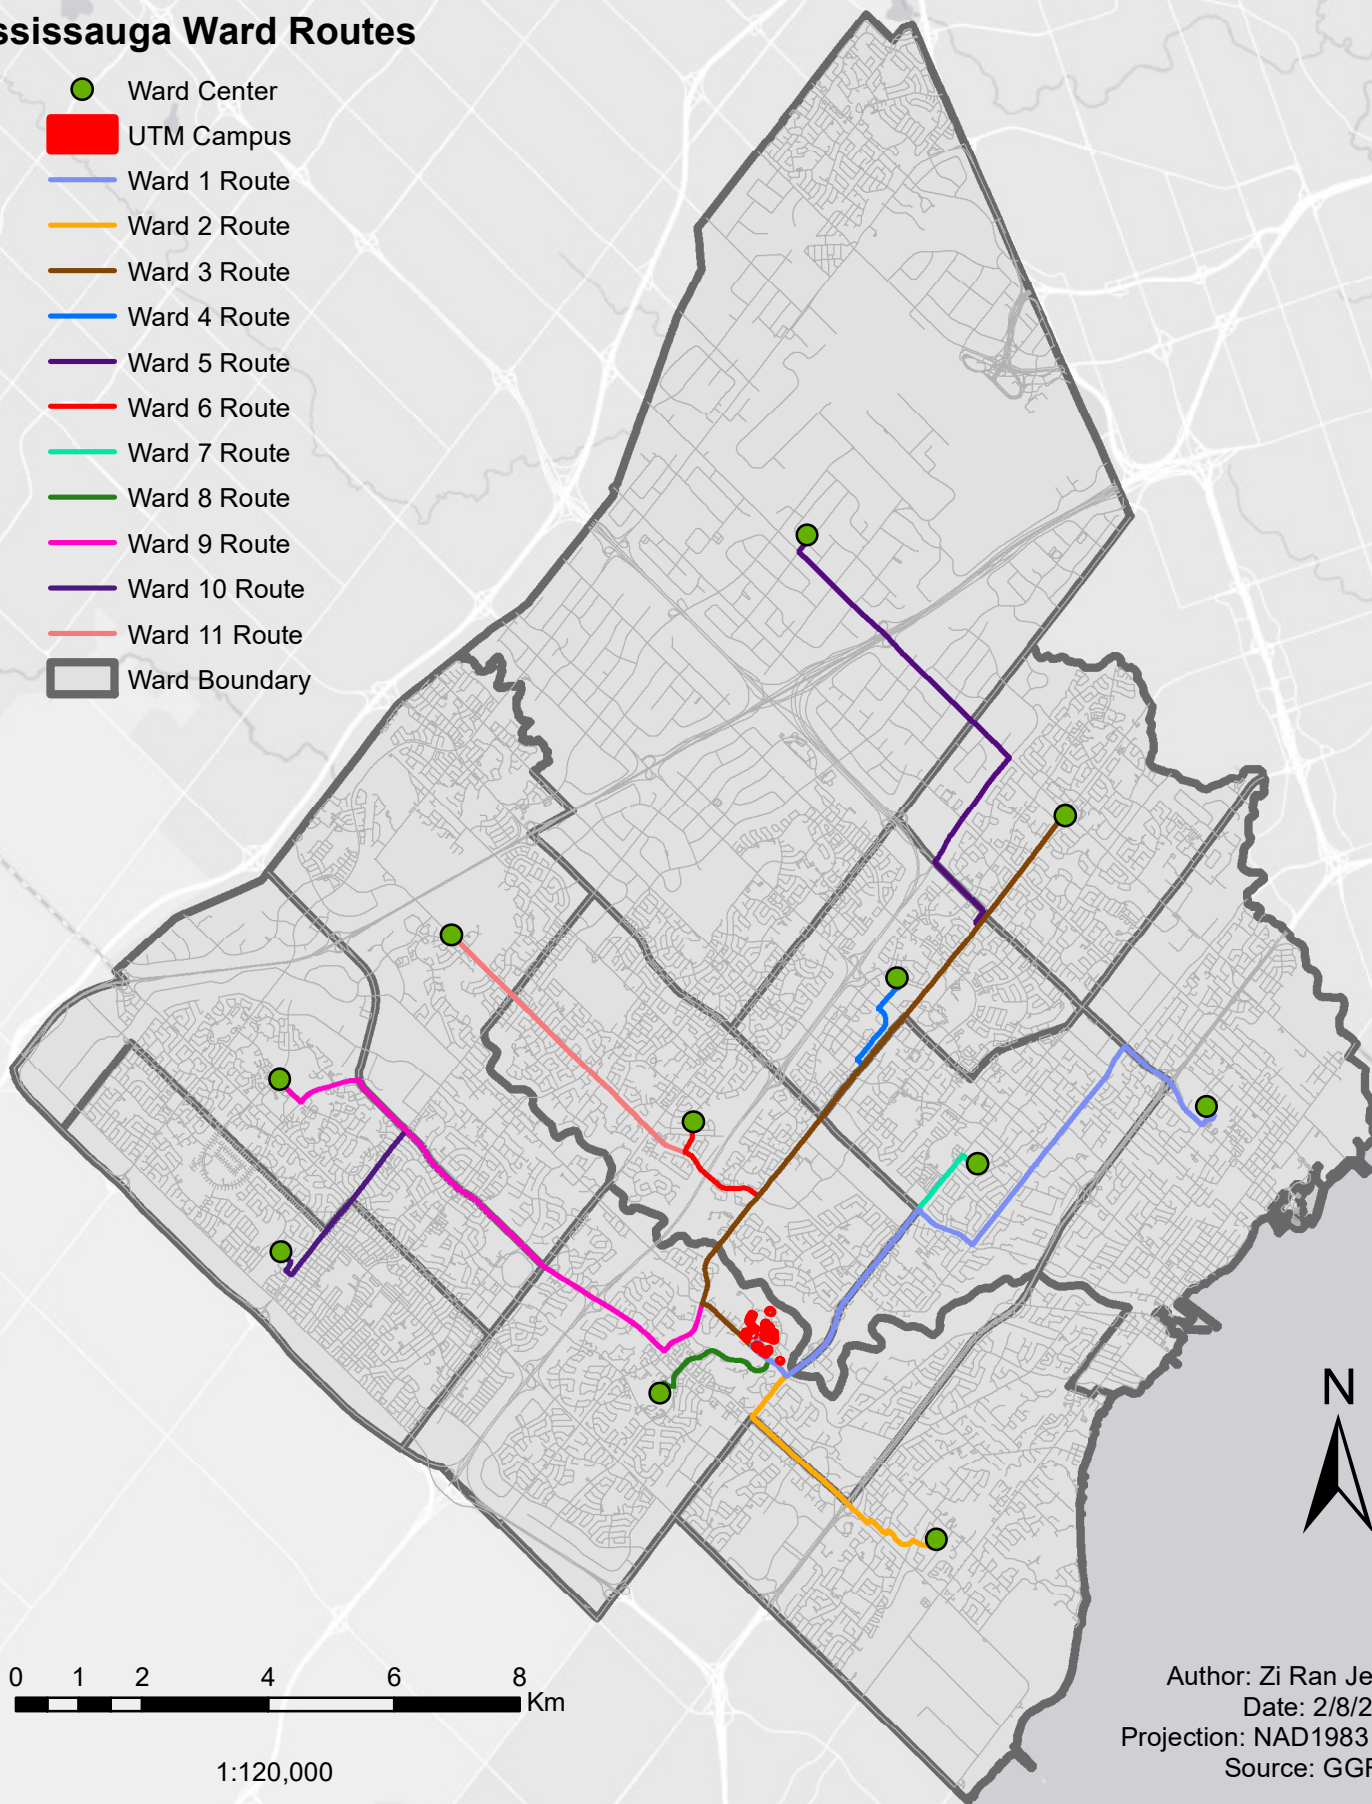 ssissauga Ward Routes
Ward Center
UTM Campus
Ward 1 Route
Ward 2 Route
Ward 3 Route
Ward 4 Route
Ward 5 Route
Ward 6 Route
Ward 7 Route
Ward 8 Route
Ward 9 Route
Ward 10 Route
Ward 11 Route
Ward Boundary
N
0 1 2 4 6 8
Km
1:120,000
Author: Zi Ran Je
Date: 2/8/2
Projection: NAD1983
Source: GGF